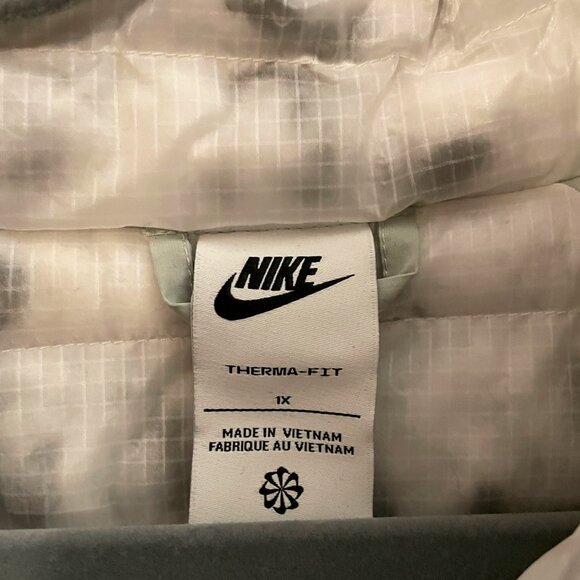 NIKE
THERMA-FIT
1X
MADE IN VIETNAM
FABRIQUE AU VIETNAM